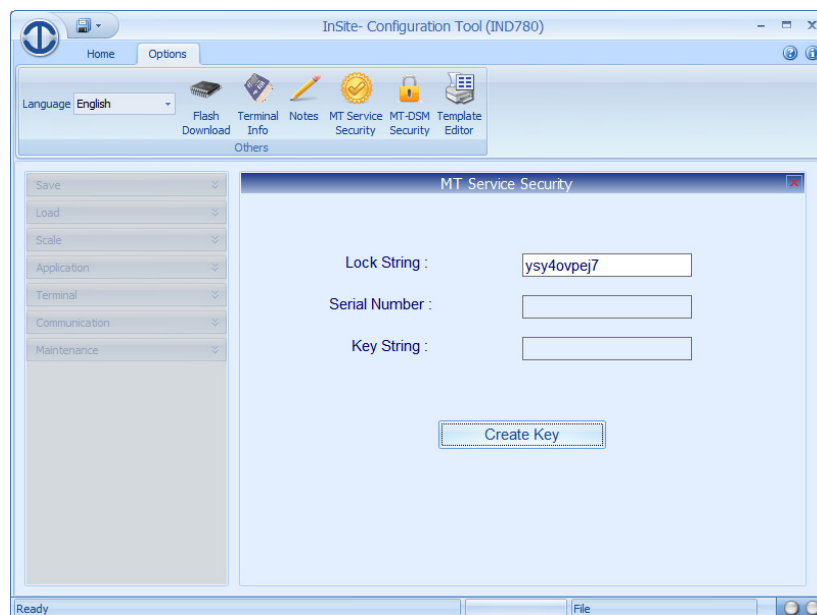 InSite- Configuration Tool (IND780)
Home Options
Language English
Flash Download
Terminal Info
Notes
MT Service Security
MT-DSM Security
Template Editor
Others
Save
Load
Scale
Application
Terminal
Communication
Maintenance
MT Service Security
Lock String : ysy4ovpej7
Serial Number :
Key String :
Create Key
Ready File